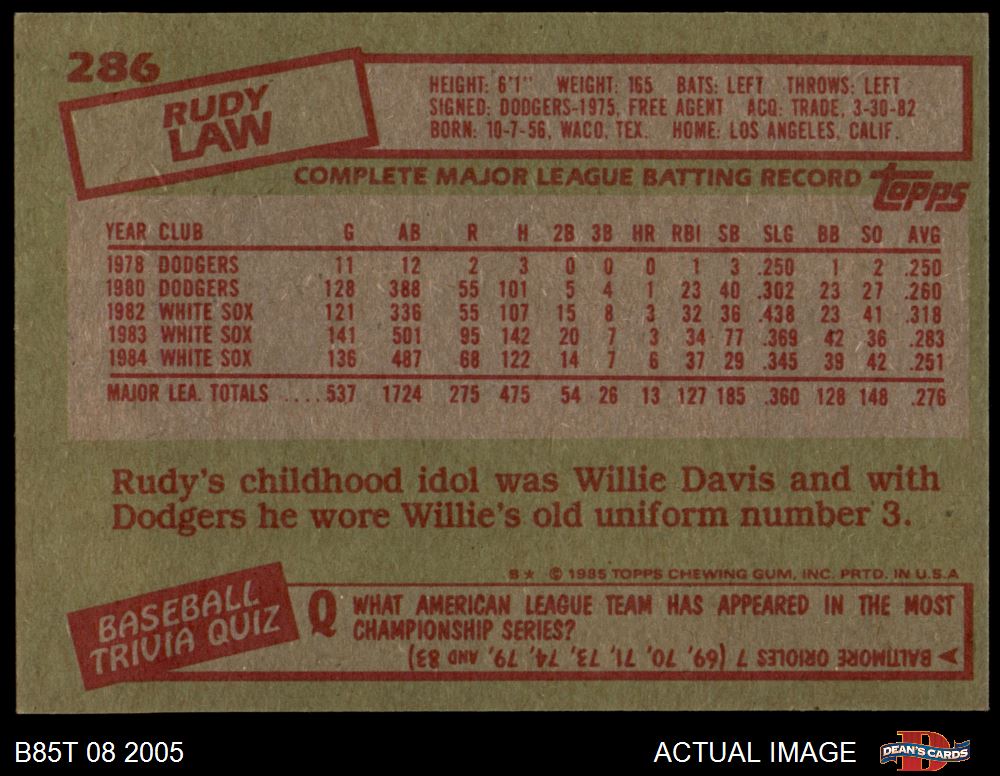 286
RUDY
LAW
HEIGHT: 6'1" WEIGHT: 165 BATS: LEFT THROWS: LEFT
SIGNED: DODGERS-1975, FREE AGENT ACQ: TRADE, 3-30-82
BORN: 10-7-56, WACO, TEX. HOME: LOS ANGELES, CALIF.
COMPLETE MAJOR LEAGUE BATTING RECORD topps
YEAR CLUB G AB R H 2B 3B HR RBI SB SLG BB SO AVG
1978 DODGERS 11 12 2 3 0 0 0 1 3 .250 1 2 .250
1980 DODGERS 128 388 55 101 5 4 1 23 40 .302 23 27 .260
1982 WHITE SOX 121 336 55 107 15 8 3 32 36 .438 23 41 .318
1983 WHITE SOX 141 501 95 142 20 7 3 34 77 .369 42 36 .283
1984 WHITE SOX 136 487 68 122 14 7 6 37 29 .345 39 42 .251
MAJOR LEA. TOTALS ....537 1724 275 475 54 26 13 127 185 .360 128 148 .276
Rudy's childhood idol was Willie Davis and with
Dodgers he wore Willie's old uniform number 3.
B★ © 1985 TOPPS CHEWING GUM, INC. PRTD. IN U.S.A
BASEBALL
TRIVIA QUIZ
Q WHAT AMERICAN LEAGUE TEAM HAS APPEARED IN THE MOST
CHAMPIONSHIP SERIES?
BALTIMORE ORIOLES 7 (69, '70, '71, '73, '74, '79, AND 83)
B85T 08 2005
ACTUAL IMAGE
DEAN'S CARDS